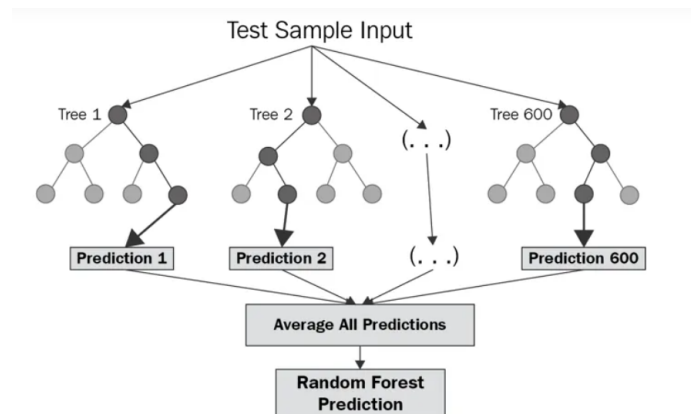 Test Sample Input
Tree 1
Tree 2
(. . .)
Tree 600
Prediction 1
Prediction 2
(. . .)
Prediction 600
Average All Predictions
Random Forest
Prediction